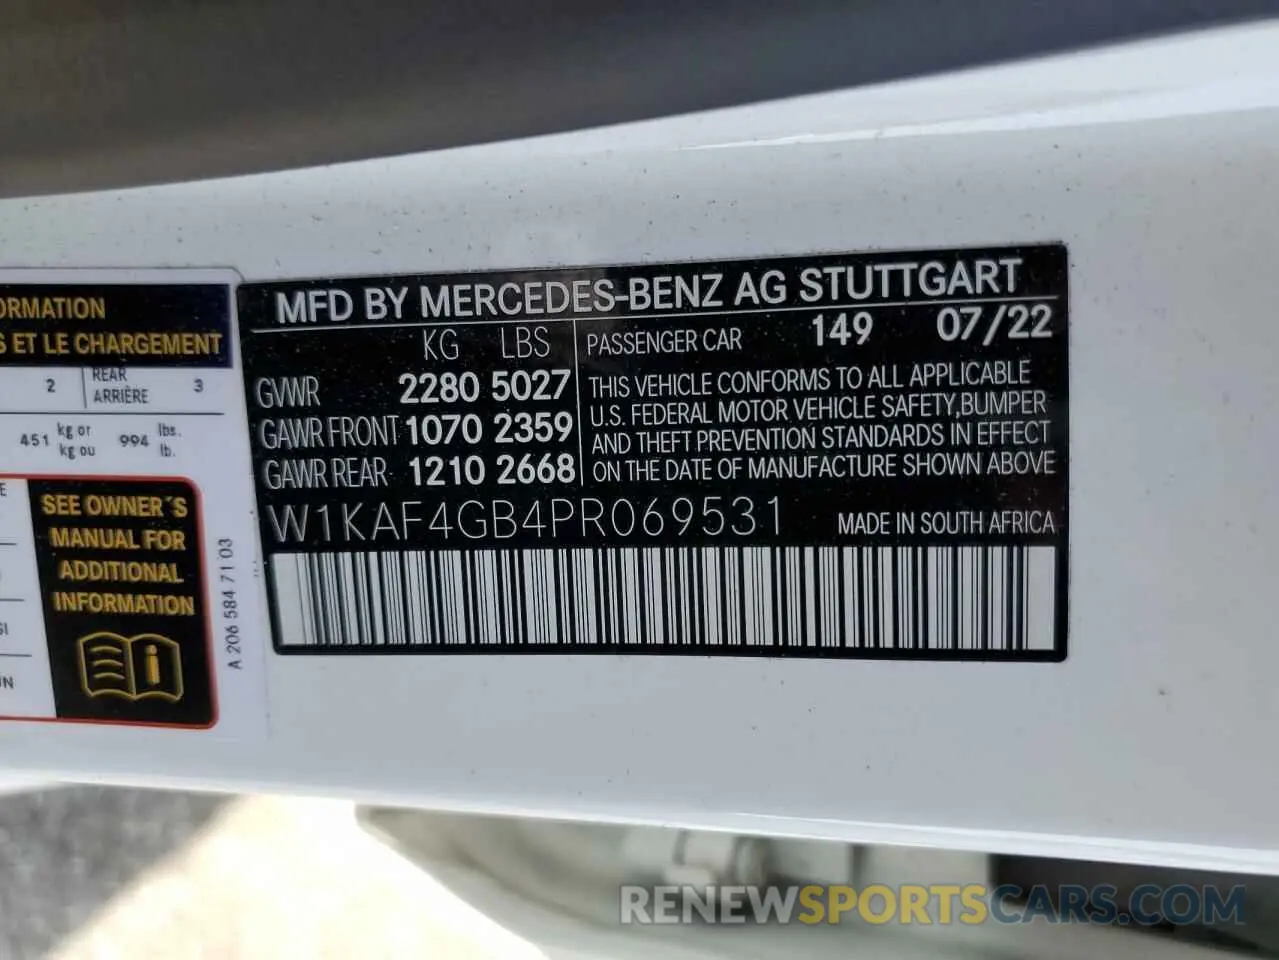 ORMATION
S ET LE CHARGEMENT
2 REAR ARRIÈRE 3
451 kg or kg ou 994 lbs. lb.
SEE OWNER´S
MANUAL FOR
ADDITIONAL
INFORMATION
A 206 584 71 03
MFD BY MERCEDES-BENZ AG STUTTGART
KG LBS PASSENGER CAR 149 07/22
GVWR 2280 5027
GAWR FRONT 1070 2359
GAWR REAR 1210 2668
THIS VEHICLE CONFORMS TO ALL APPLICABLE
U.S. FEDERAL MOTOR VEHICLE SAFETY,BUMPER
AND THEFT PREVENTION STANDARDS IN EFFECT
ON THE DATE OF MANUFACTURE SHOWN ABOVE
W1KAF4GB4PR069531 MADE IN SOUTH AFRICA
RENEWSPORTSCARS.COM